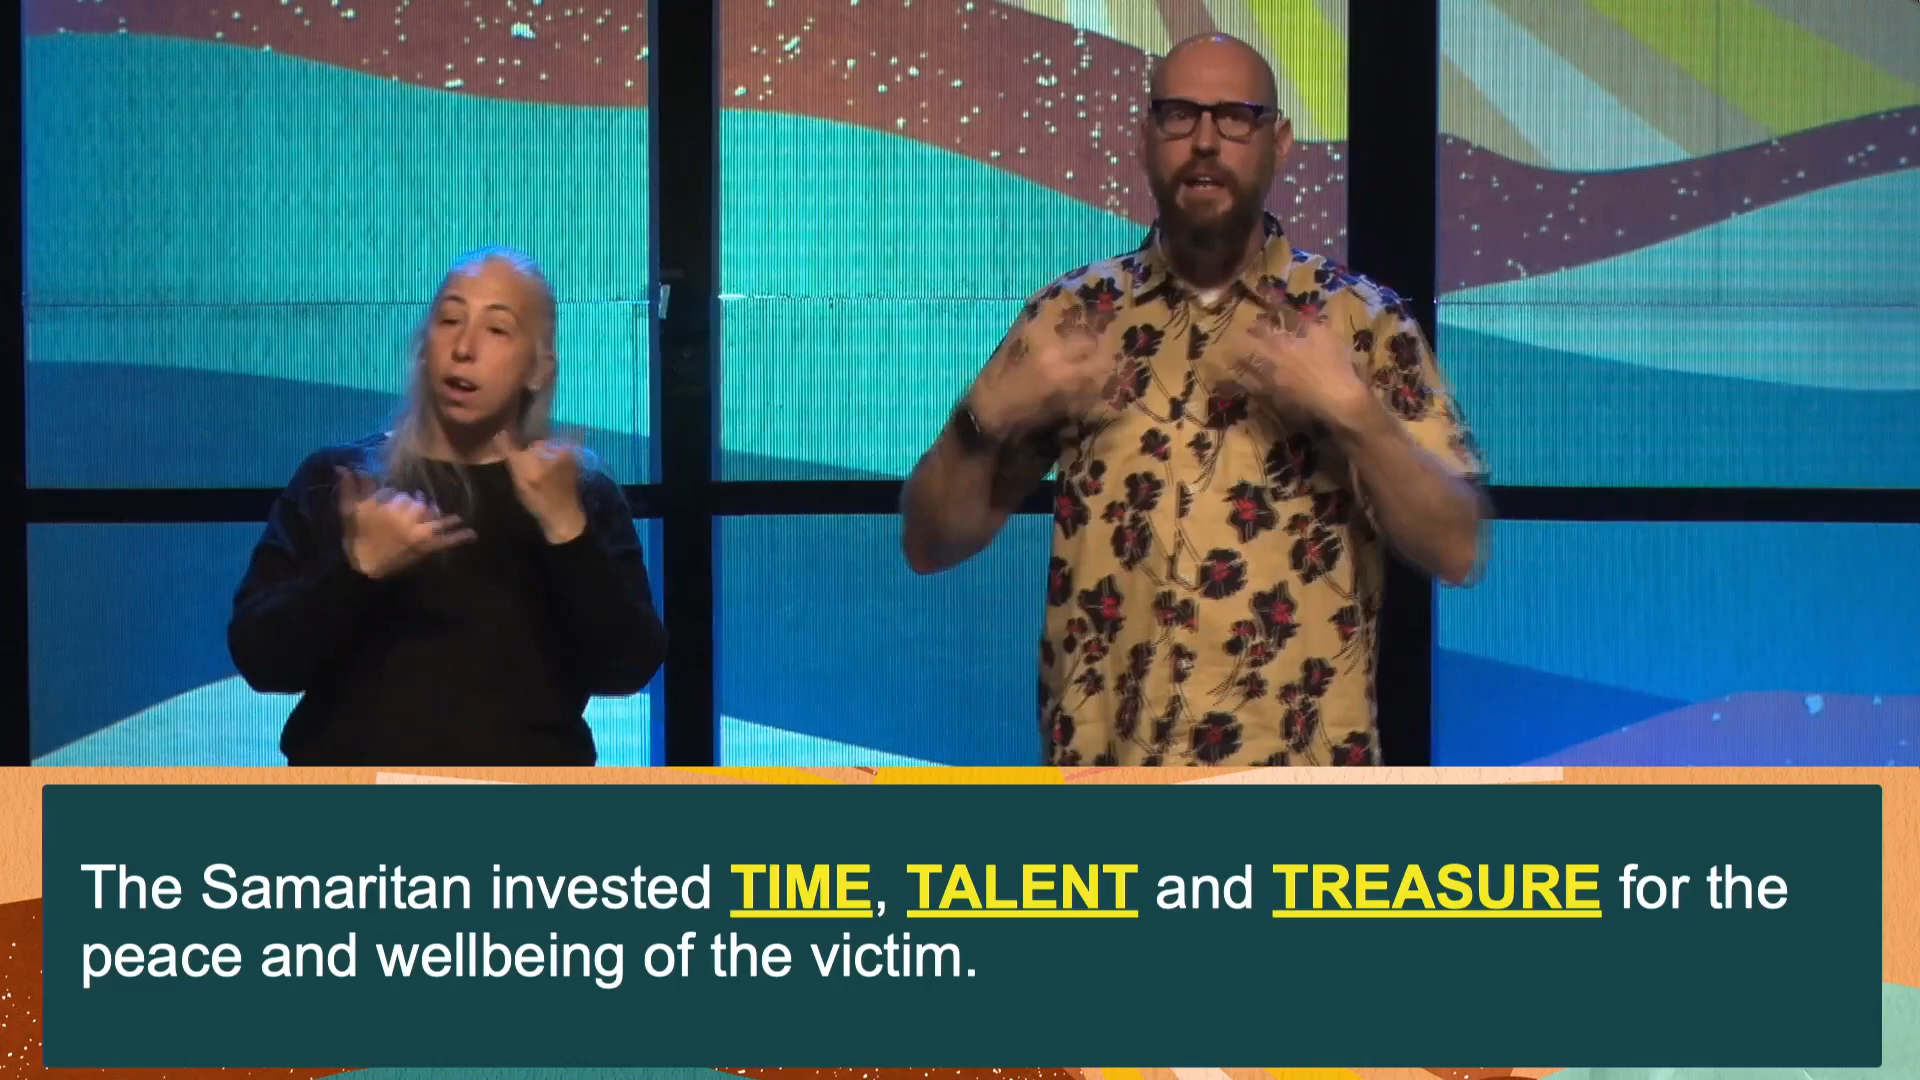 The Samaritan invested TIME, TALENT and TREASURE for the
peace and wellbeing of the victim.